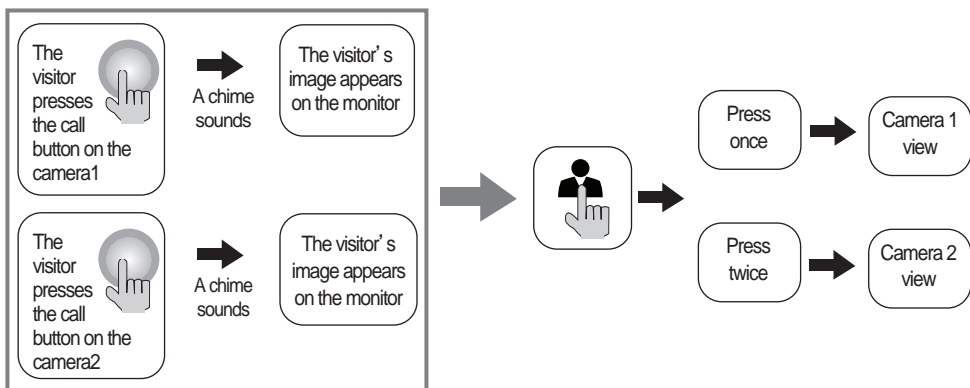 The
visitor
presses
the call
button on the
camera1
A chime
sounds
The visitor’s
image appears
on the monitor
The
visitor
presses
the call
button on the
camera2
A chime
sounds
The visitor’s
image appears
on the monitor
Press
once
Camera 1
view
Press
twice
Camera 2
view